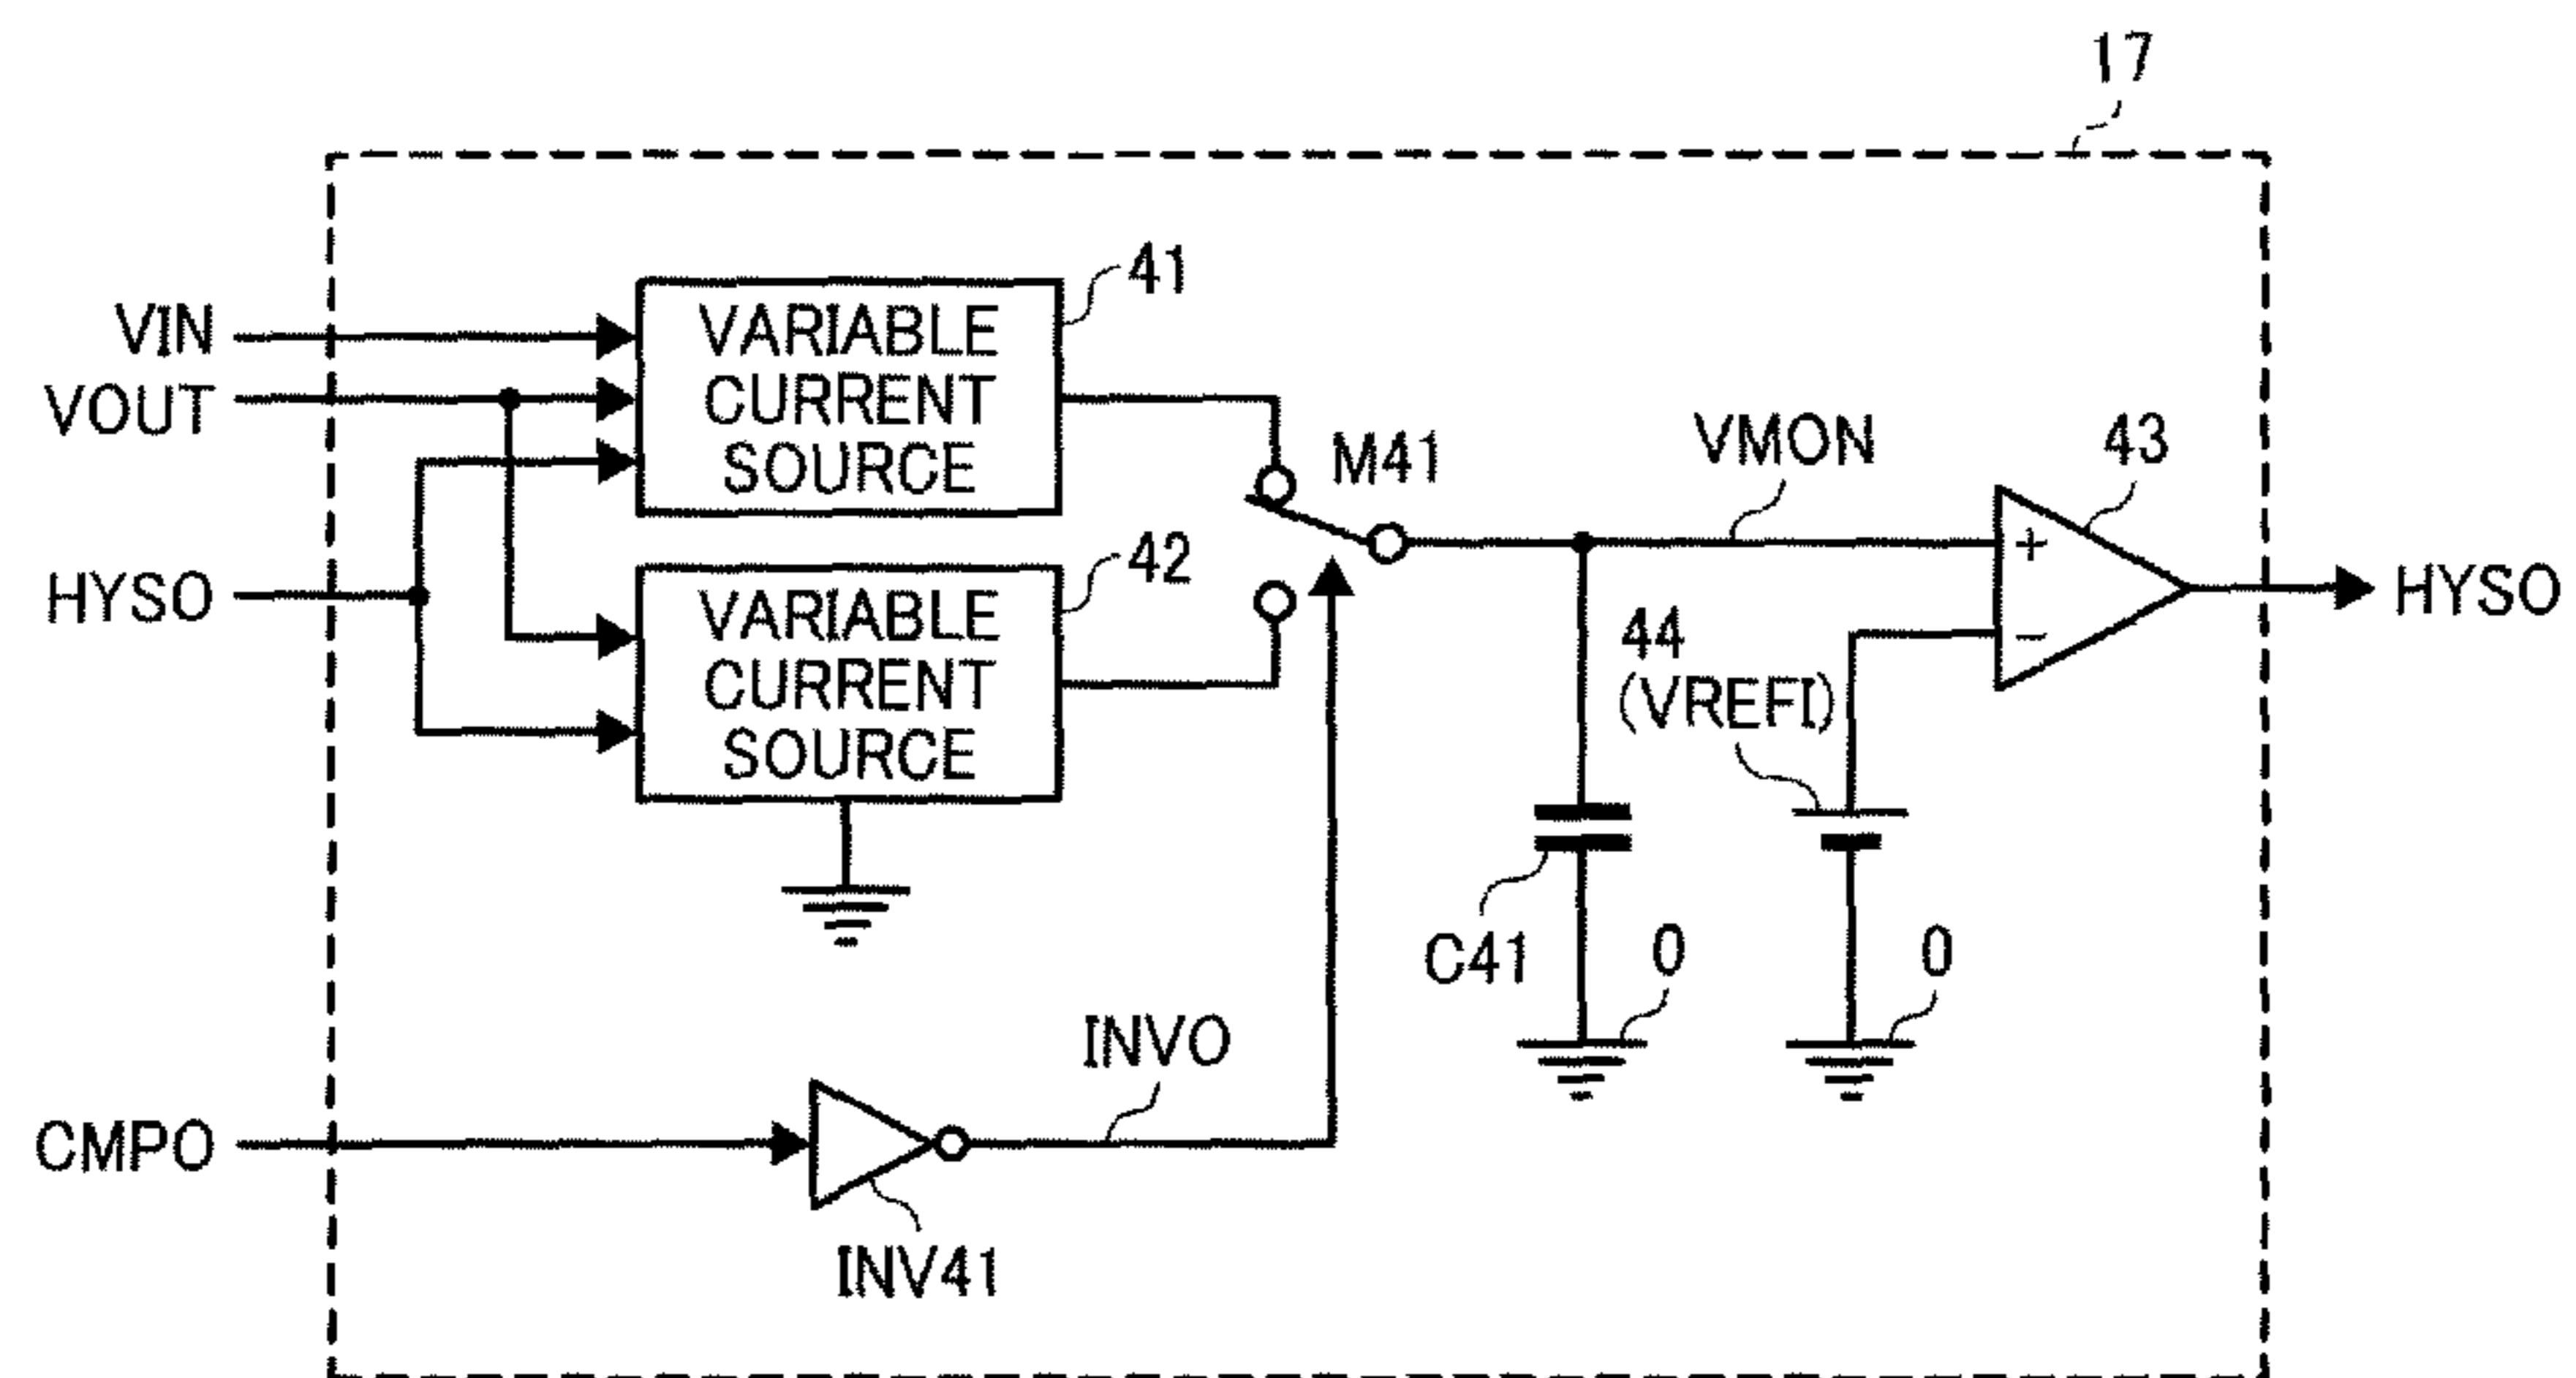 17
VIN
VOUT
HYSO
CMPO
VARIABLE
CURRENT
SOURCE
41
VARIABLE
CURRENT
SOURCE
42
M41
VMON
43
+
−
HYSO
44
(VREFI)
C41
0
0
INVO
INV41